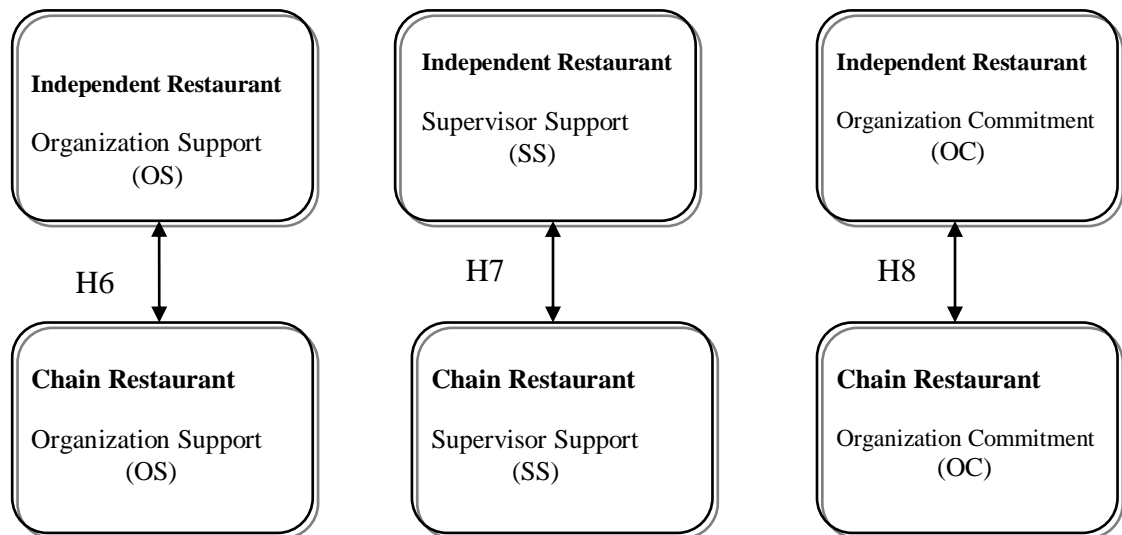 Independent Restaurant
Organization Support
(OS)
Independent Restaurant
Supervisor Support
(SS)
Independent Restaurant
Organization Commitment
(OC)
H6
H7
H8
Chain Restaurant
Organization Support
(OS)
Chain Restaurant
Supervisor Support
(SS)
Chain Restaurant
Organization Commitment
(OC)